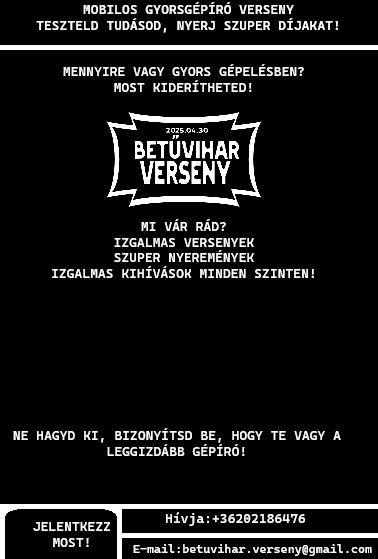 MOBILOS GYORSGÉPÍRÓ VERSENY
TESZTELD TUDÁSOD, NYERJ SZUPER DÍJAKAT!
MENNYIRE VAGY GYORS GÉPELÉSBEN?
MOST KIDERÍTHETED!
2025.04.30
BETŰVIHAR
VERSENY
MI VÁR RÁD?
IZGALMAS VERSENYEK
SZUPER NYEREMÉNYEK
IZGALMAS KIHÍVÁSOK MINDEN SZINTEN!
NE HAGYD KI, BIZONYÍTSD BE, HOGY TE VAGY A
LEGGIZDÁBB GÉPÍRÓ!
JELENTKEZZ
MOST!
Hívja:+36202186476
E-mail:betuvihar.verseny@gmail.com